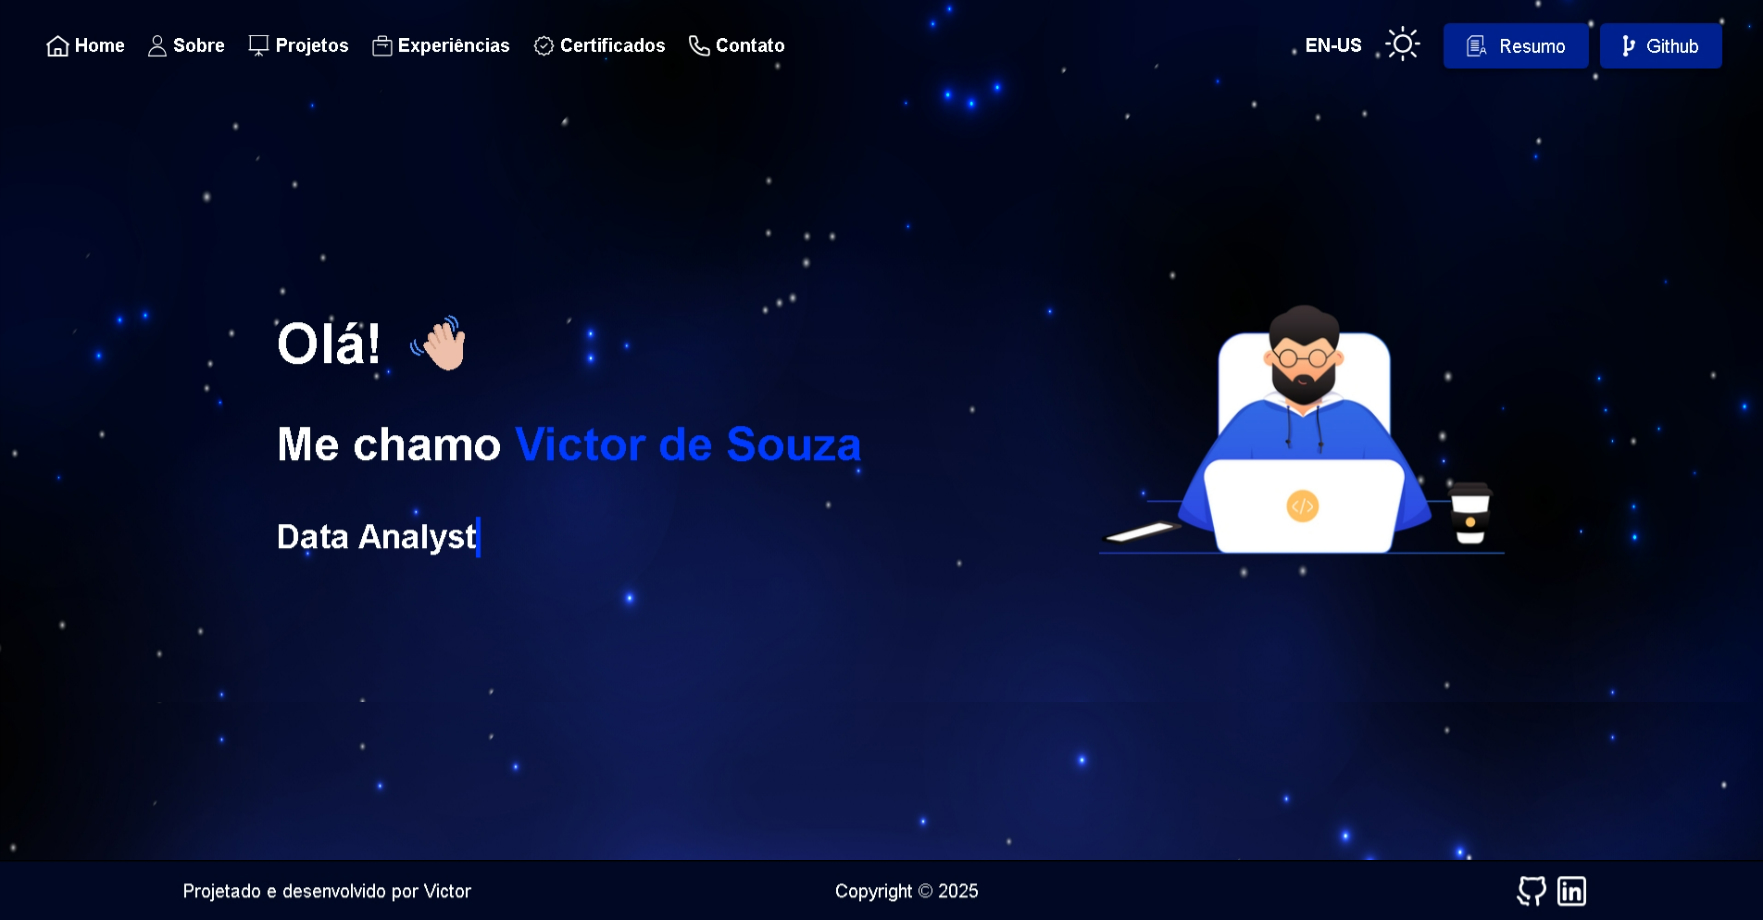 Home Sobre Projetos Experiências Certificados Contato EN-US Resumo Github
Olá!
Me chamo Victor de Souza
Data Analyst
Projetado e desenvolvido por Victor Copyright © 2025